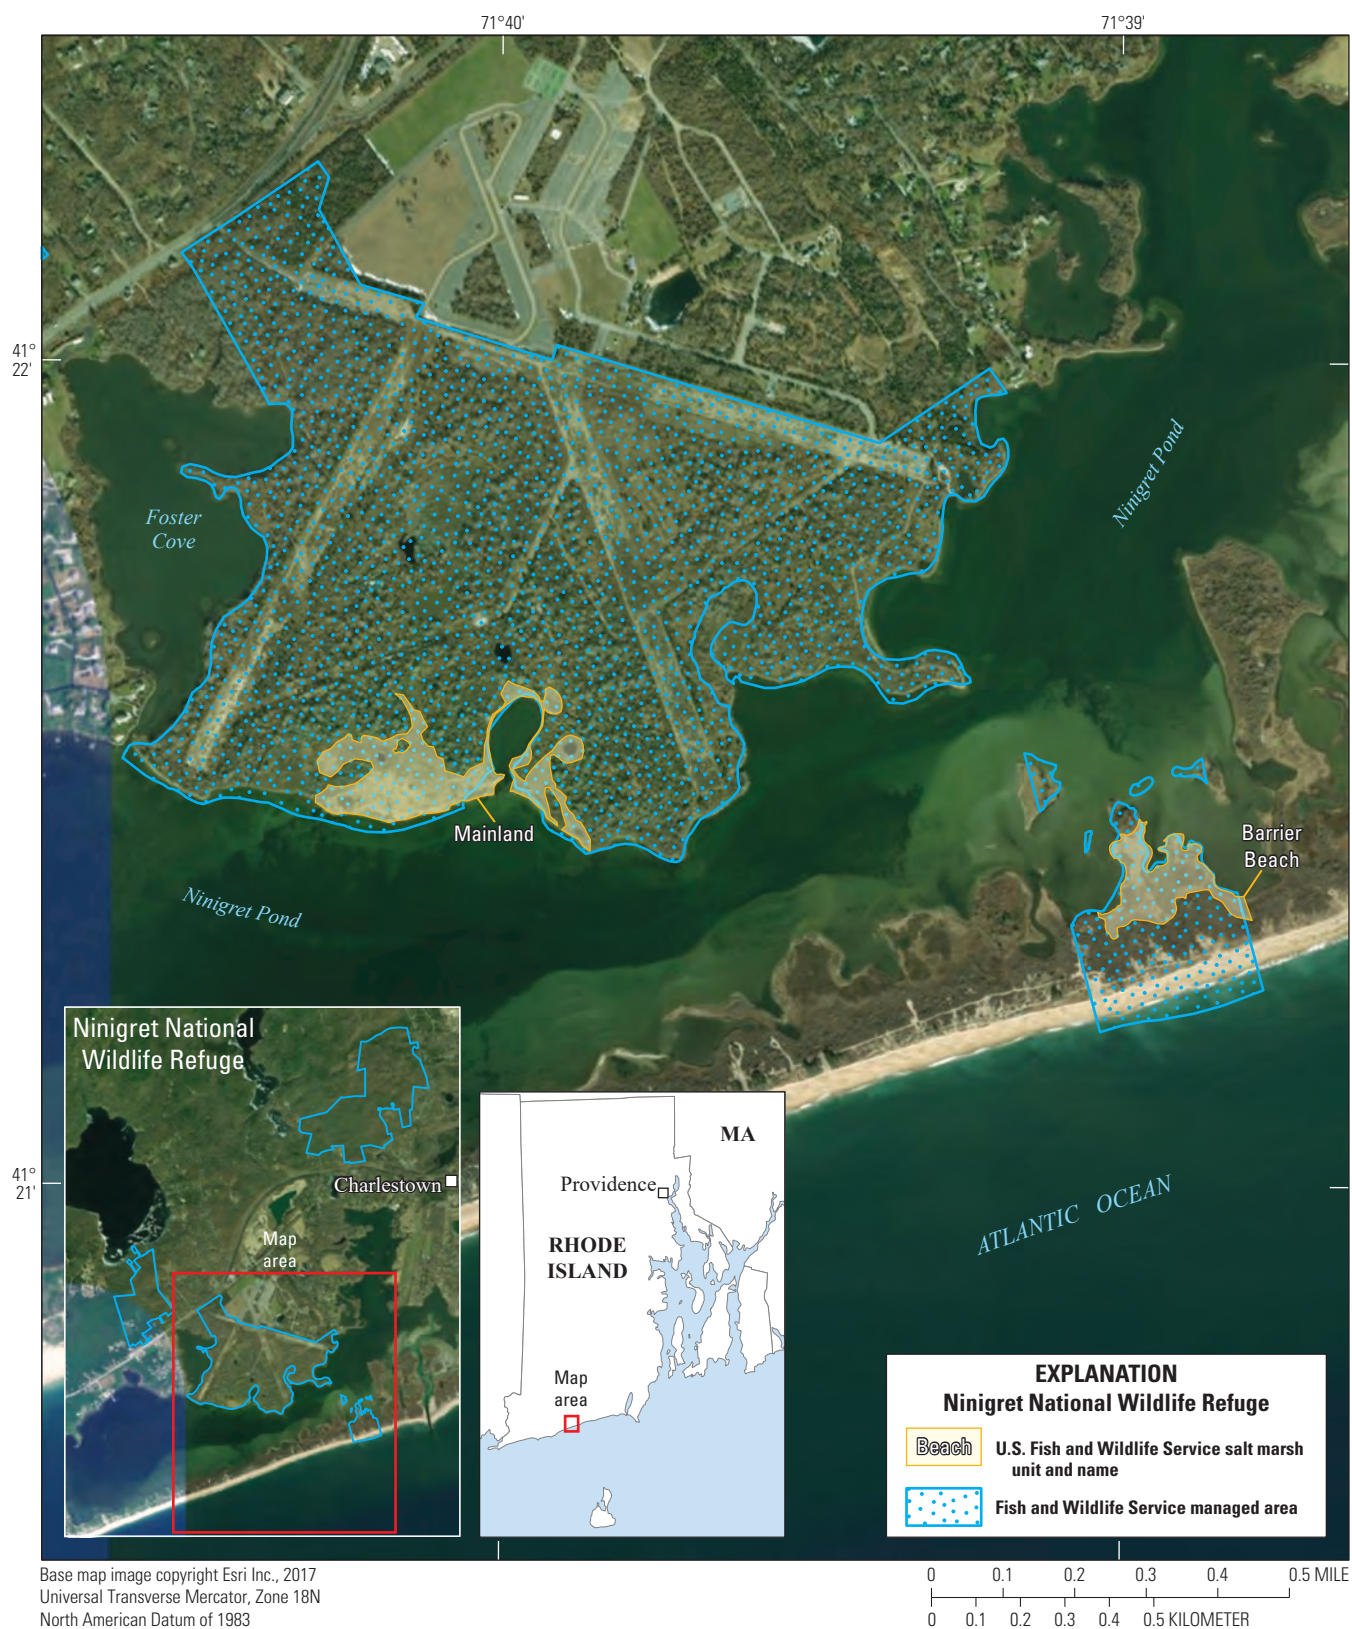 71°40'
71°39'
41°
22'
Foster
Cove
Ninigret Pond
Mainland
Barrier
Beach
Ninigret Pond
Ninigret National
Wildlife Refuge
Charlestown
Map
area
41°
21'
MA
Providence
RHODE
ISLAND
Map
area
ATLANTIC OCEAN
EXPLANATION
Ninigret National Wildlife Refuge
Beach
U.S. Fish and Wildlife Service salt marsh
unit and name
Fish and Wildlife Service managed area
Base map image copyright Esri Inc., 2017
Universal Transverse Mercator, Zone 18N
North American Datum of 1983
0 0.1 0.2 0.3 0.4 0.5 MILE
0 0.1 0.2 0.3 0.4 0.5 KILOMETER